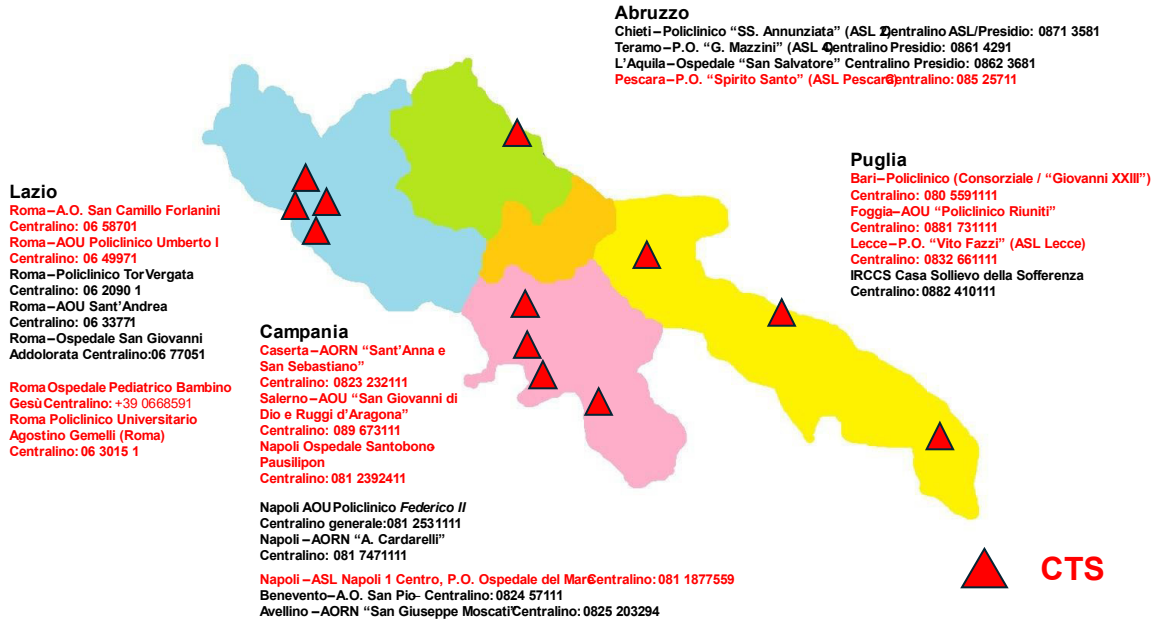 Abruzzo
Chieti–Policlinico “SS. Annunziata” (ASL 2) Centralino ASL/Presidio: 0871 3581
Teramo–P.O. “G. Mazzini” (ASL 4) Centralino Presidio: 0861 4291
L’Aquila–Ospedale “San Salvatore” Centralino Presidio: 0862 3681
Pescara–P.O. “Spirito Santo” (ASL Pescara) Centralino: 085 25711
Puglia
Bari–Policlinico (Consorziale / “Giovanni XXIII”)
Centralino: 080 5591111
Foggia–AOU “Policlinico Riuniti”
Centralino: 0881 731111
Lecce–P.O. “Vito Fazzi” (ASL Lecce)
Centralino: 0832 661111
IRCCS Casa Sollievo della Sofferenza
Centralino: 0882 410111
Lazio
Roma–A.O. San Camillo Forlanini
Centralino: 06 58701
Roma–AOU Policlinico Umberto I
Centralino: 06 49971
Roma–Policlinico Tor Vergata
Centralino: 06 2090 1
Roma–AOU Sant’Andrea
Centralino: 06 33771
Roma–Ospedale San Giovanni
Addolorata Centralino: 06 77051
Roma Ospedale Pediatrico Bambino
Gesù Centralino: +39 0668591
Roma Policlinico Universitario
Agostino Gemelli (Roma)
Centralino: 06 3015 1
Campania
Caserta–AORN “Sant’Anna e
San Sebastiano”
Centralino: 0823 232111
Salerno–AOU “San Giovanni di
Dio e Ruggi d’Aragona”
Centralino: 089 673111
Napoli Ospedale Santobono-
Pausilipon
Centralino: 081 2392411
Napoli AOU Policlinico Federico II
Centralino generale: 081 2531111
Napoli –AORN “A. Cardarelli”
Centralino: 081 7471111
Napoli –ASL Napoli 1 Centro, P.O. Ospedale del Mare Centralino: 081 1877559
Benevento–A.O. San Pio– Centralino: 0824 57111
Avellino –AORN “San Giuseppe Moscati” Centralino: 0825 203294
CTS